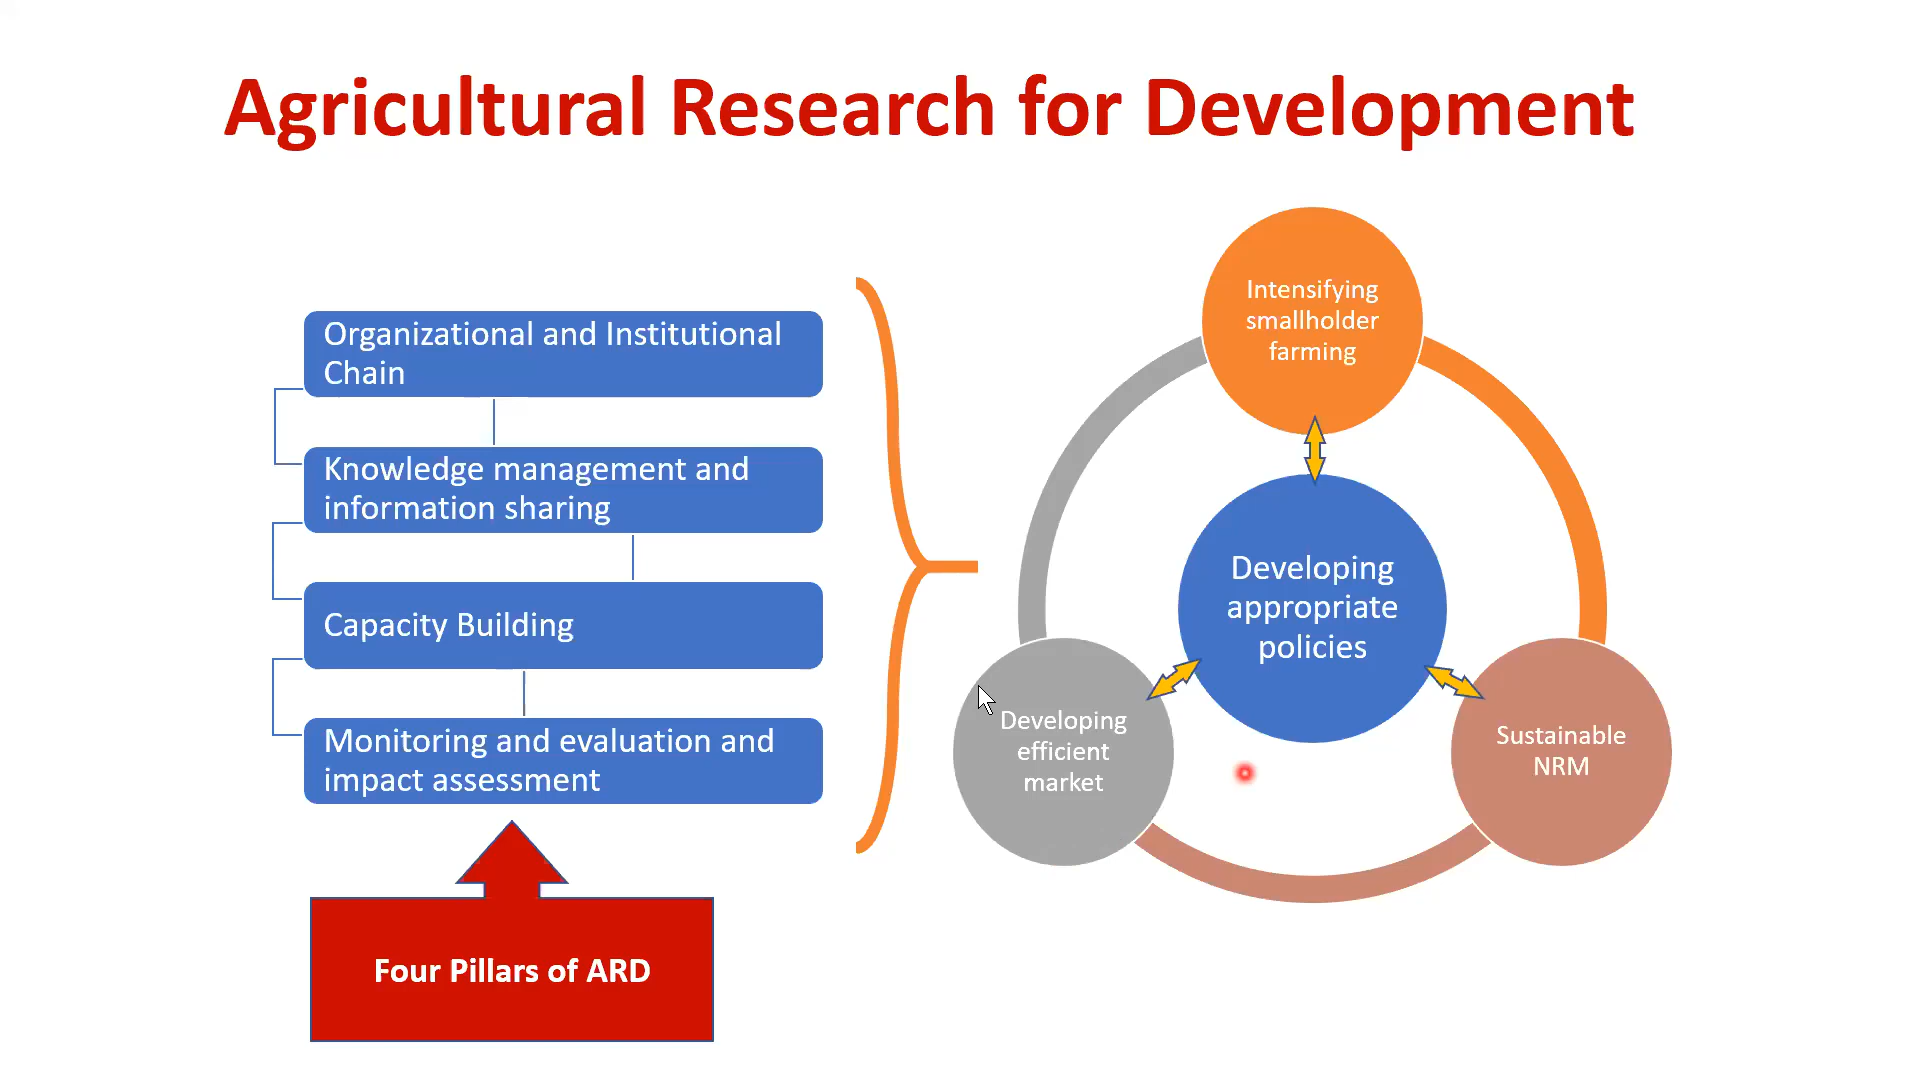 Agricultural Research for Development
Organizational and Institutional
Chain
Knowledge management and
information sharing
Capacity Building
Monitoring and evaluation and
impact assessment
Four Pillars of ARD
Intensifying
smallholder
farming
Developing
appropriate
policies
Developing
efficient
market
Sustainable
NRM